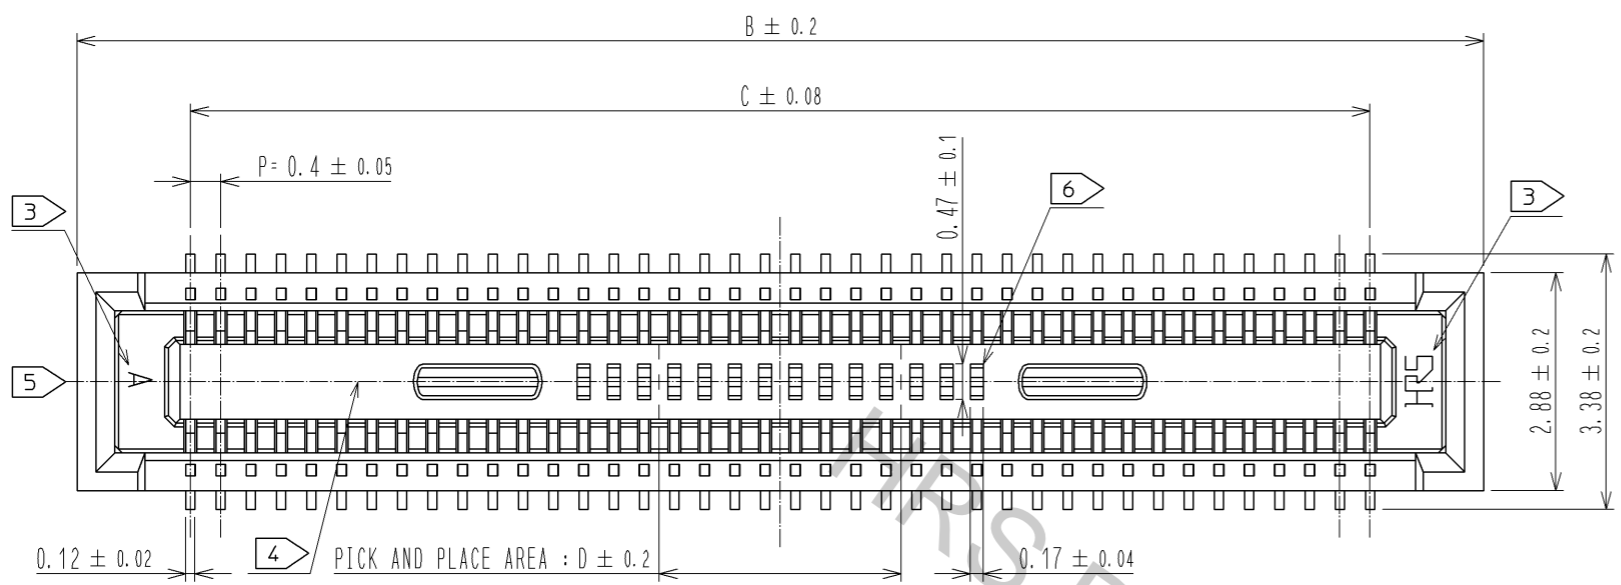 B ± 0.2
C ± 0.08
P= 0.4 ± 0.05
3
0.47 ± 0.1
6
3
5
A
HRS
2.88 ± 0.2
3.38 ± 0.2
HRS
0.12 ± 0.02
4
PICK AND PLACE AREA : D ± 0.2
0.17 ± 0.04